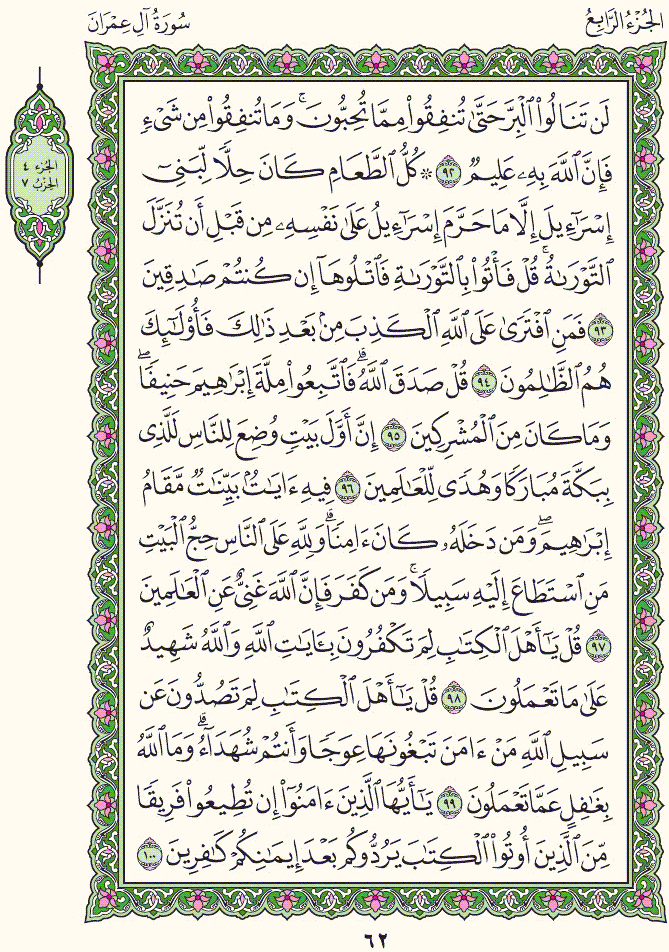 الجُزْءُ الرَّابِعُ
سُورَةُ آلِ عِمْرَانَ
الجزء ٤
الحِزْبُ ٧
لَن تَنَالُوا۟ ٱلْبِرَّ حَتَّىٰ تُنفِقُوا۟ مِمَّا تُحِبُّونَ ۚ وَمَا تُنفِقُوا۟ مِن شَىْءٍ
فَإِنَّ ٱللَّهَ بِهِۦ عَلِيمٌ ٩٢ ۞ كُلُّ ٱلطَّعَامِ كَانَ حِلًّا لِّبَنِىٓ
إِسْرَٰٓءِيلَ إِلَّا مَا حَرَّمَ إِسْرَٰٓءِيلُ عَلَىٰ نَفْسِهِۦ مِن قَبْلِ أَن تُنَزَّلَ
ٱلتَّوْرَىٰةُ ۗ قُلْ فَأْتُوا۟ بِٱلتَّوْرَىٰةِ فَٱتْلُوهَآ إِن كُنتُمْ صَٰدِقِينَ
٩٣ فَمَنِ ٱفْتَرَىٰ عَلَى ٱللَّهِ ٱلْكَذِبَ مِنۢ بَعْدِ ذَٰلِكَ فَأُو۟لَٰٓئِكَ
هُمُ ٱلظَّٰلِمُونَ ٩٤ قُلْ صَدَقَ ٱللَّهُ ۗ فَٱتَّبِعُوا۟ مِلَّةَ إِبْرَٰهِيمَ حَنِيفًا ۖ
وَمَا كَانَ مِنَ ٱلْمُشْرِكِينَ ٩٥ إِنَّ أَوَّلَ بَيْتٍ وُضِعَ لِلنَّاسِ لَلَّذِى
بِبَكَّةَ مُبَارَكًا وَهُدًى لِّلْعَٰلَمِينَ ٩٦ فِيهِ ءَايَٰتٌۢ بَيِّنَٰتٌ مَّقَامُ
إِبْرَٰهِيمَ ۖ وَمَن دَخَلَهُۥ كَانَ ءَامِنًا ۗ وَلِلَّهِ عَلَى ٱلنَّاسِ حِجُّ ٱلْبَيْتِ
مَنِ ٱسْتَطَاعَ إِلَيْهِ سَبِيلًا ۚ وَمَن كَفَرَ فَإِنَّ ٱللَّهَ غَنِىٌّ عَنِ ٱلْعَٰلَمِينَ
٩٧ قُلْ يَٰٓأَهْلَ ٱلْكِتَٰبِ لِمَ تَكْفُرُونَ بِـَٔايَٰتِ ٱللَّهِ وَٱللَّهُ شَهِيدٌ
عَلَىٰ مَا تَعْمَلُونَ ٩٨ قُلْ يَٰٓأَهْلَ ٱلْكِتَٰبِ لِمَ تَصُدُّونَ عَن
سَبِيلِ ٱللَّهِ مَنْ ءَامَنَ تَبْغُونَهَا عِوَجًا وَأَنتُمْ شُهَدَآءُ ۗ وَمَا ٱللَّهُ
بِغَٰفِلٍ عَمَّا تَعْمَلُونَ ٩٩ يَٰٓأَيُّهَا ٱلَّذِينَ ءَامَنُوٓا۟ إِن تُطِيعُوا۟ فَرِيقًا
مِّنَ ٱلَّذِينَ أُوتُوا۟ ٱلْكِتَٰبَ يَرُدُّوكُم بَعْدَ إِيمَٰنِكُمْ كَٰفِرِينَ ١٠٠
٦٢